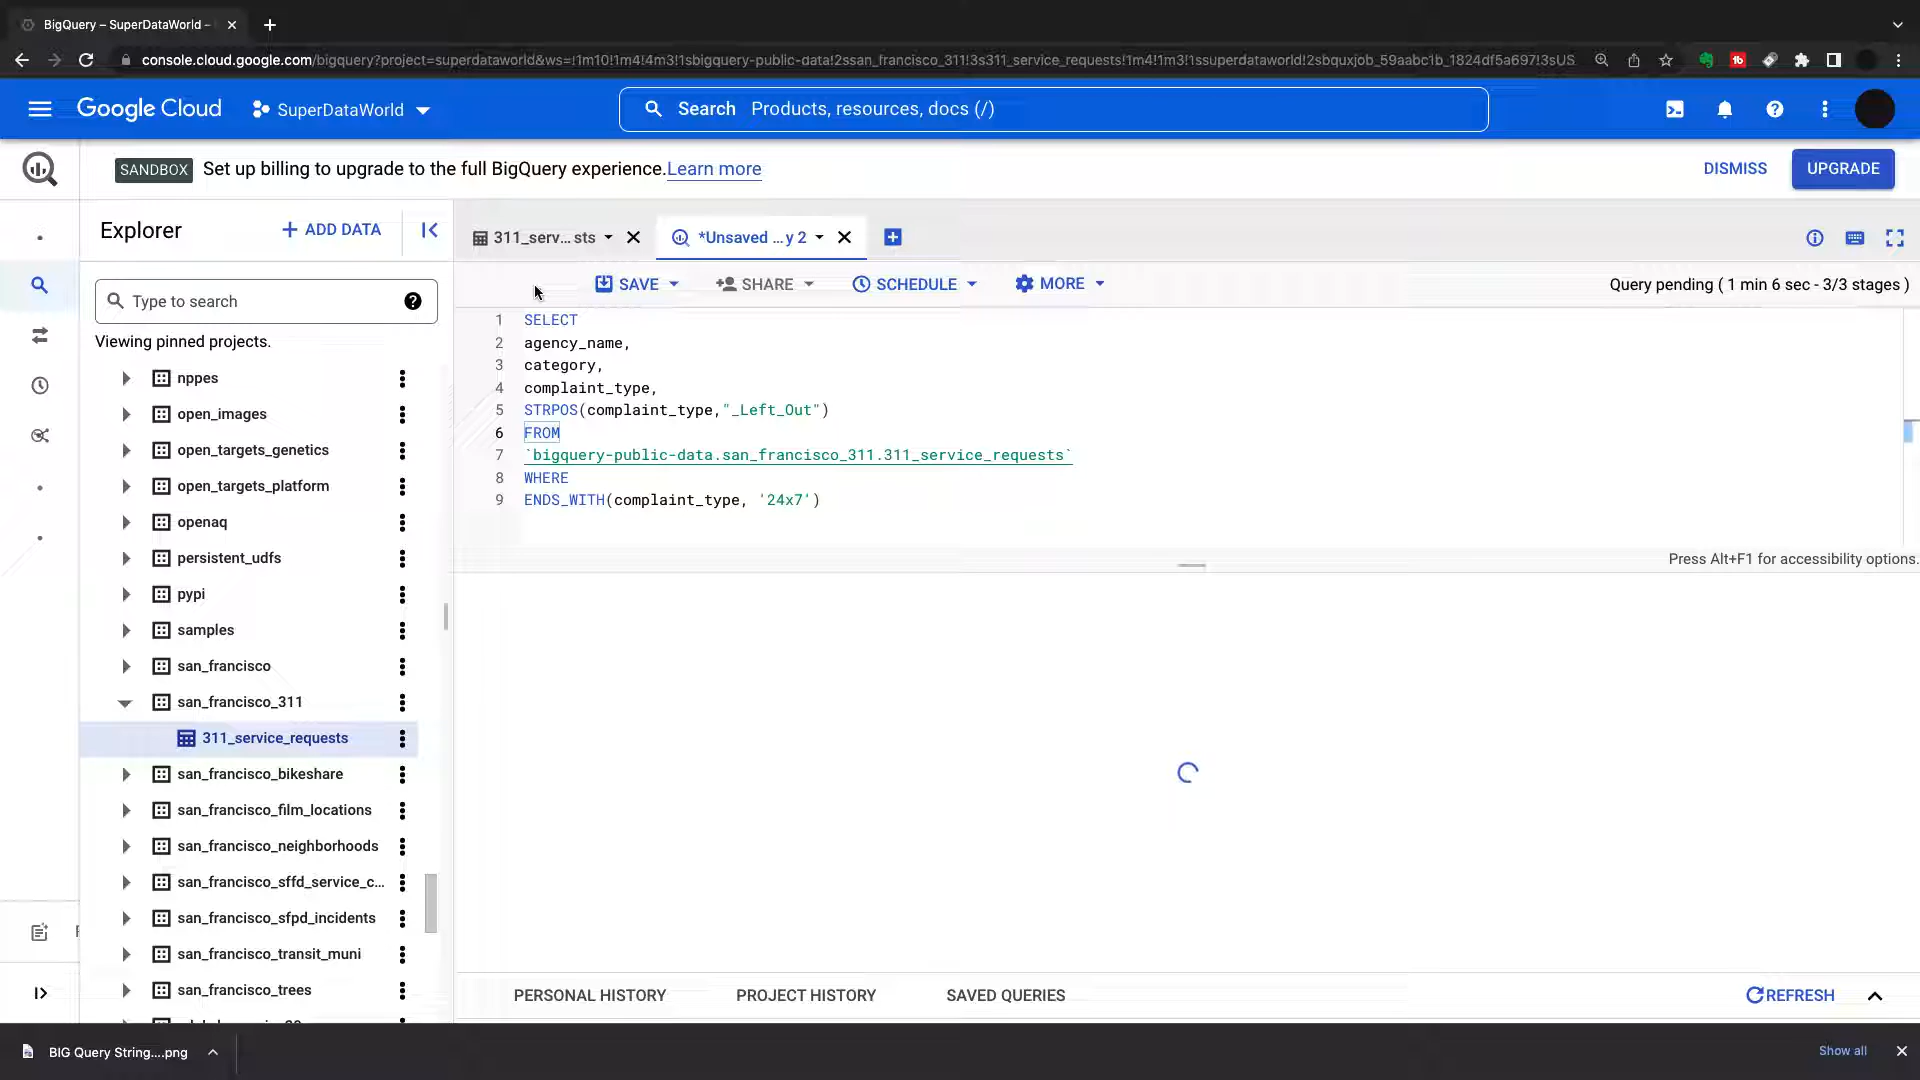 BigQuery – SuperDataWorld –
console.cloud.google.com/bigquery?project=superdataworld&ws=!1m10!1m4!4m3!1sbigquery-public-data!2ssan_francisco_311!3s311_service_requests!1m4!1m3!1ssuperdataworld!2sbquxjob_59aabc1b_1824df5a697!3sUS
Google Cloud SuperDataWorld Search Products, resources, docs (/)
SANDBOX Set up billing to upgrade to the full BigQuery experience. Learn more DISMISS UPGRADE
Explorer + ADD DATA
311_serv... sts *Unsaved ...y 2
SAVE SHARE SCHEDULE MORE Query pending ( 1 min 6 sec - 3/3 stages )
Type to search
Viewing pinned projects.
nppes
open_images
open_targets_genetics
open_targets_platform
openaq
persistent_udfs
pypi
samples
san_francisco
san_francisco_311
311_service_requests
san_francisco_bikeshare
san_francisco_film_locations
san_francisco_neighborhoods
san_francisco_sffd_service_c...
san_francisco_sfpd_incidents
san_francisco_transit_muni
san_francisco_trees
1 SELECT
2 agency_name,
3 category,
4 complaint_type,
5 STRPOS(complaint_type,"_Left_Out")
6 FROM
7 `bigquery-public-data.san_francisco_311.311_service_requests`
8 WHERE
9 ENDS_WITH(complaint_type, '24x7')
Press Alt+F1 for accessibility options.
PERSONAL HISTORY PROJECT HISTORY SAVED QUERIES REFRESH
BIG Query String....png Show all